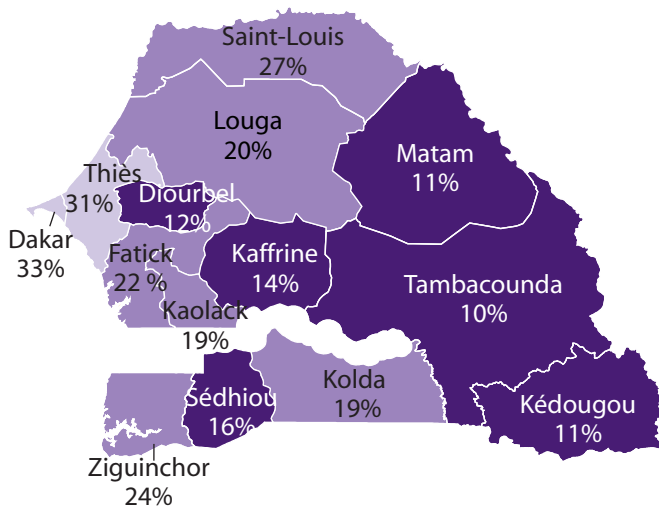 Saint-Louis
27%
Louga
20%
Matam
11%
Thiès
31%
Diourbel
12%
Dakar
33%
Fatick
22 %
Kaffrine
14%
Tambacounda
10%
Kaolack
19%
Kolda
19%
Sédhiou
16%
Kédougou
11%
Ziguinchor
24%